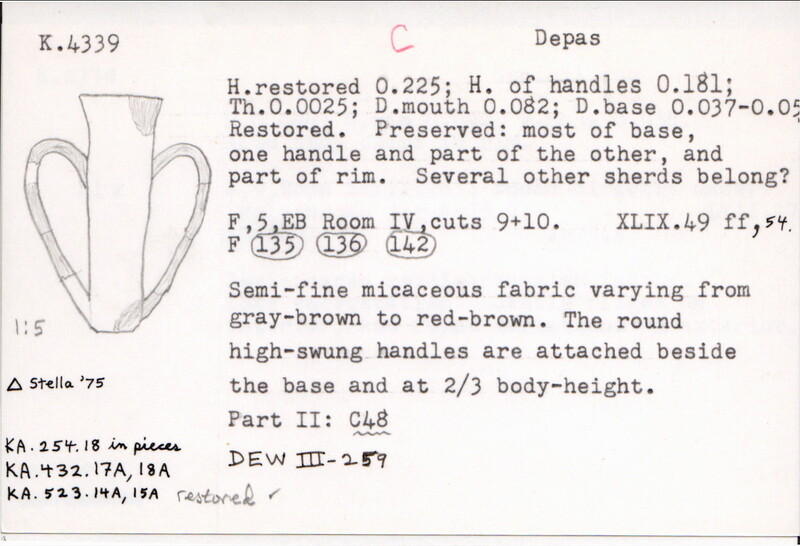 K.4339
C
Depas
H.restored 0.225; H. of handles 0.181;
Th.0.0025; D.mouth 0.082; D.base 0.037-0.05
Restored. Preserved: most of base,
one handle and part of the other, and
part of rim. Several other sherds belong?
F,5,EB Room IV,cuts 9+10. XLIX.49 ff, 54.
F 135 136 142
Semi-fine micaceous fabric varying from
gray-brown to red-brown. The round
high-swung handles are attached beside
the base and at 2/3 body-height.
Part II: C48
DEW III-259
1:5
△ Stella '75
KA.254.18 in pieces
KA.432.17A, 18A
KA.523.14A, 15A restored ✓